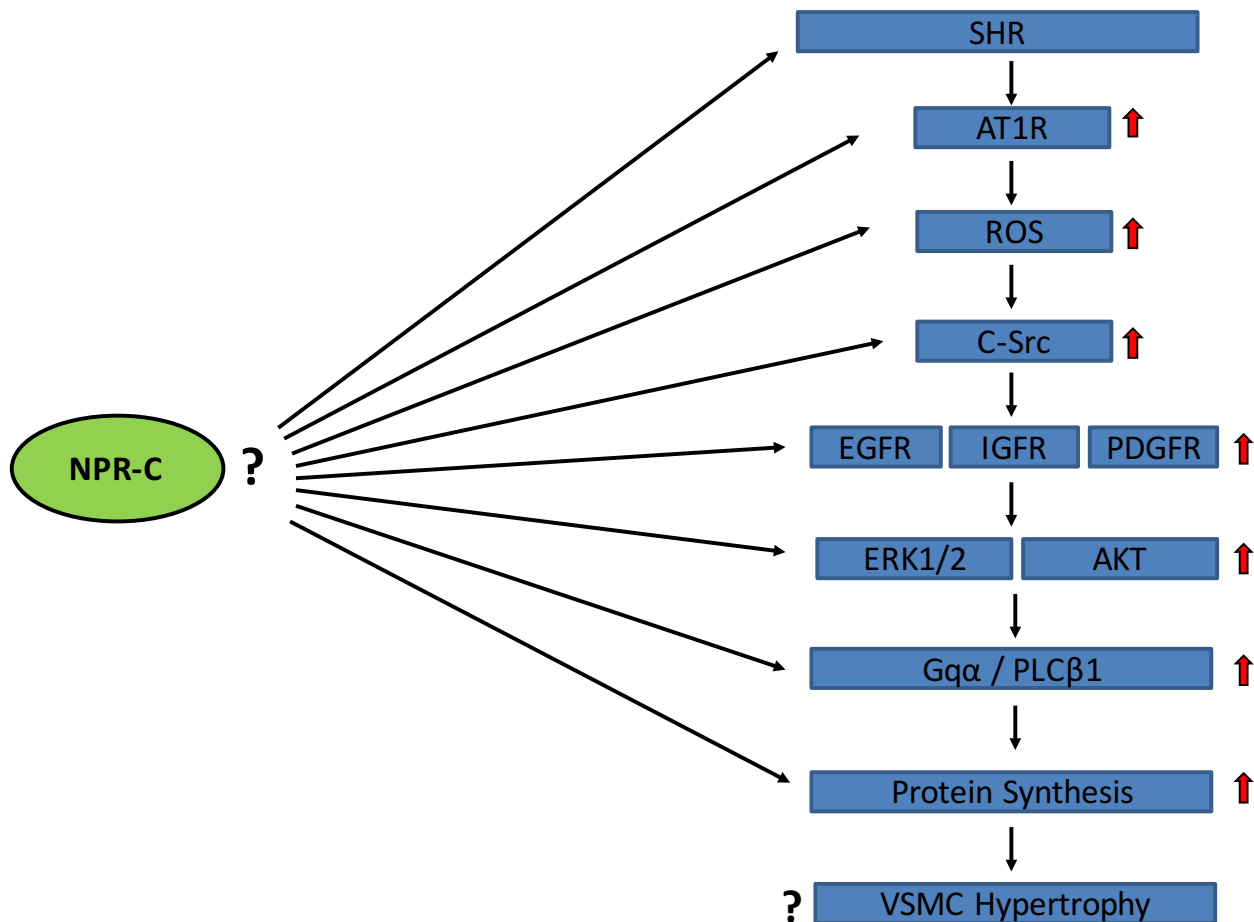 SHR
AT1R
ROS
C-Src
EGFR IGFR PDGFR
NPR-C ?
ERK1/2 AKT
Gqα / PLCβ1
Protein Synthesis
? VSMC Hypertrophy